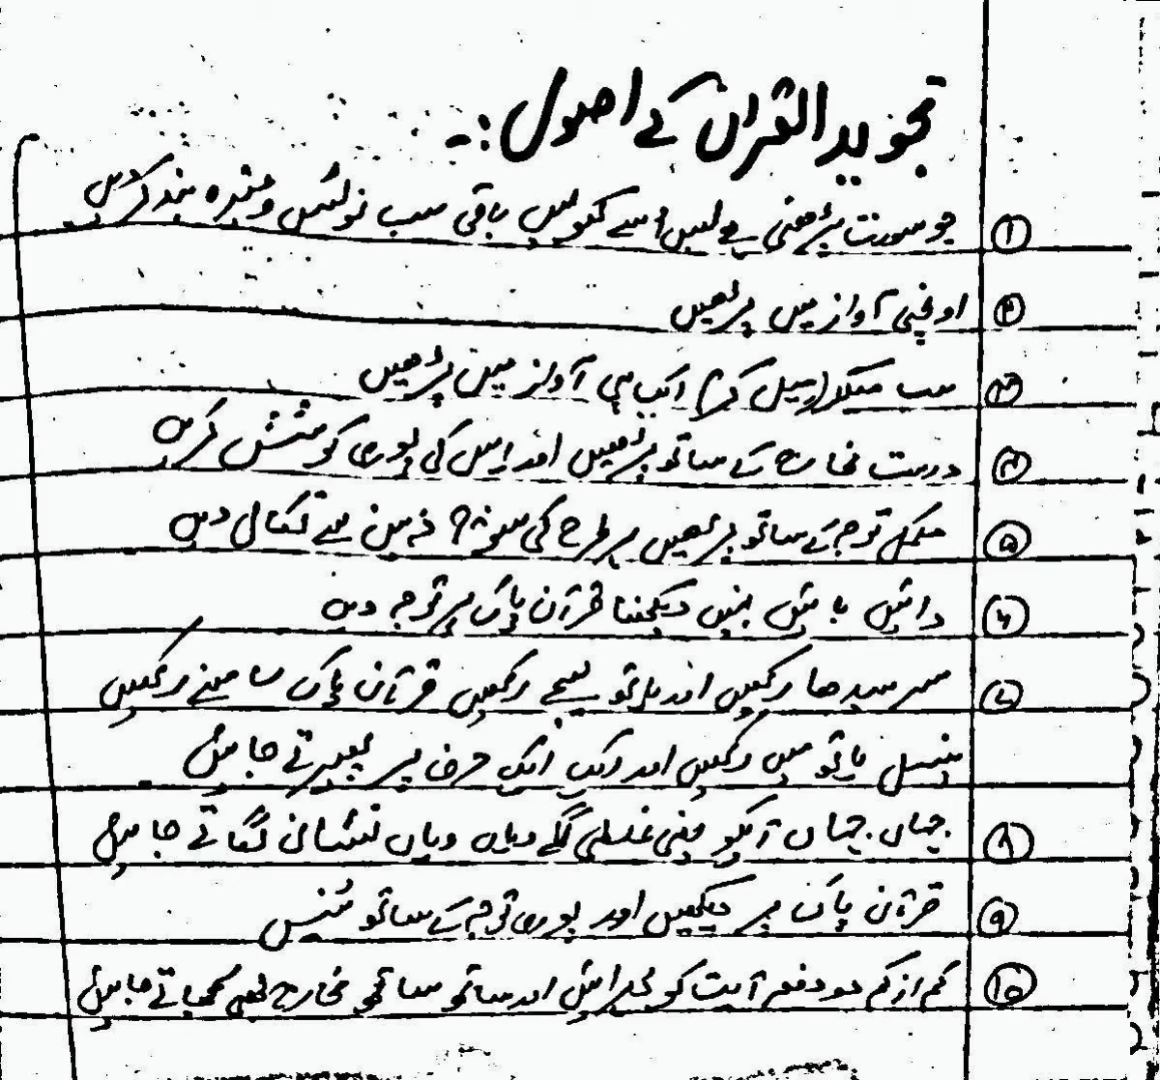 تجوید القرآن کے اصول :۔
① جو سورت پڑھنی ہے بس اسے کھولیں باقی سب نوٹس وغیرہ بند کر دیں
② اونچی آواز میں پڑھیں
③ سب مل کر ایک ہی آواز میں پڑھیں
④ درست مخارج کے ساتھ پڑھیں اور اس کی پوری کوشش کریں
⑤ مکمل توجہ کے ساتھ پڑھیں ہر طرح کی سوچ ذہن سے نکال دیں
⑥ دائیں بائیں نہیں دیکھنا قرآن پاک پر توجہ دیں
⑦ سر سیدھا رکھیں اور ہاتھ نیچے رکھیں قرآن پاک سامنے رکھیں
پنسل ہاتھ میں رکھیں اور ایک ایک حرف پر پھیرتے جائیں
⑧ جہاں جہاں آپکو اپنی غلطی لگے وہاں وہاں نشان لگاتے جائیں
⑨ قرآن پاک پر دیکھیں اور پوری توجہ کے ساتھ سُنیں
⑩ کم از کم دو دفعہ آیت کو دہرائیں اور ساتھ ساتھ مخارج بھی سمجھاتے جائیں